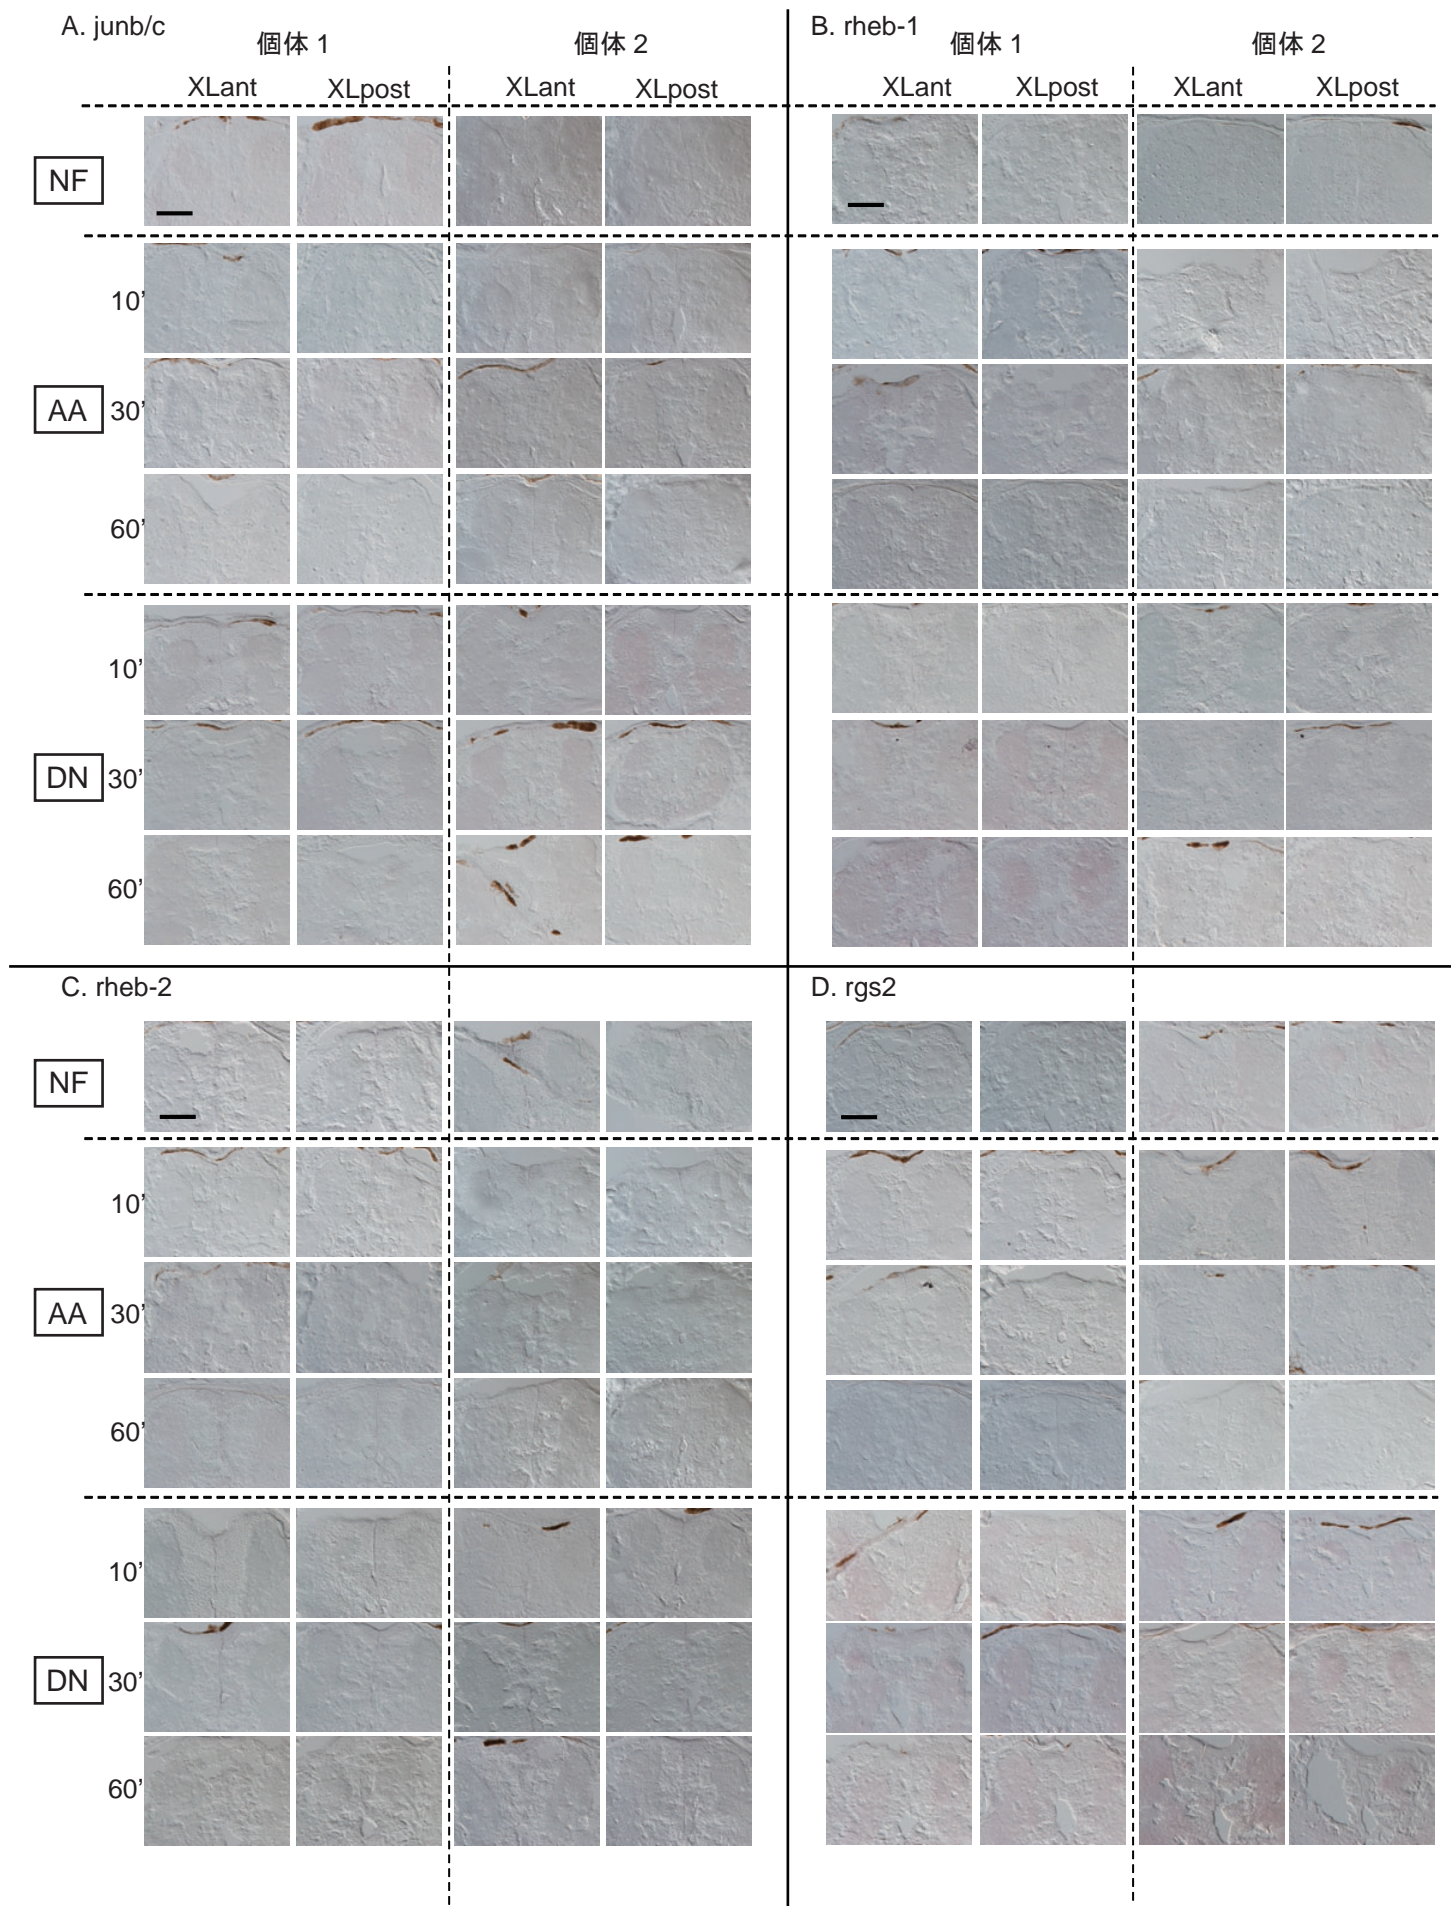 A. junb/c
個体 1
個体 2
XLant
XLpost
XLant
XLpost
NF
10’
AA
30’
60’
10’
DN
30’
60’
B. rheb-1
個体 1
個体 2
XLant
XLpost
XLant
XLpost
C. rheb-2
NF
10’
AA
30’
60’
10’
DN
30’
60’
D. rgs2